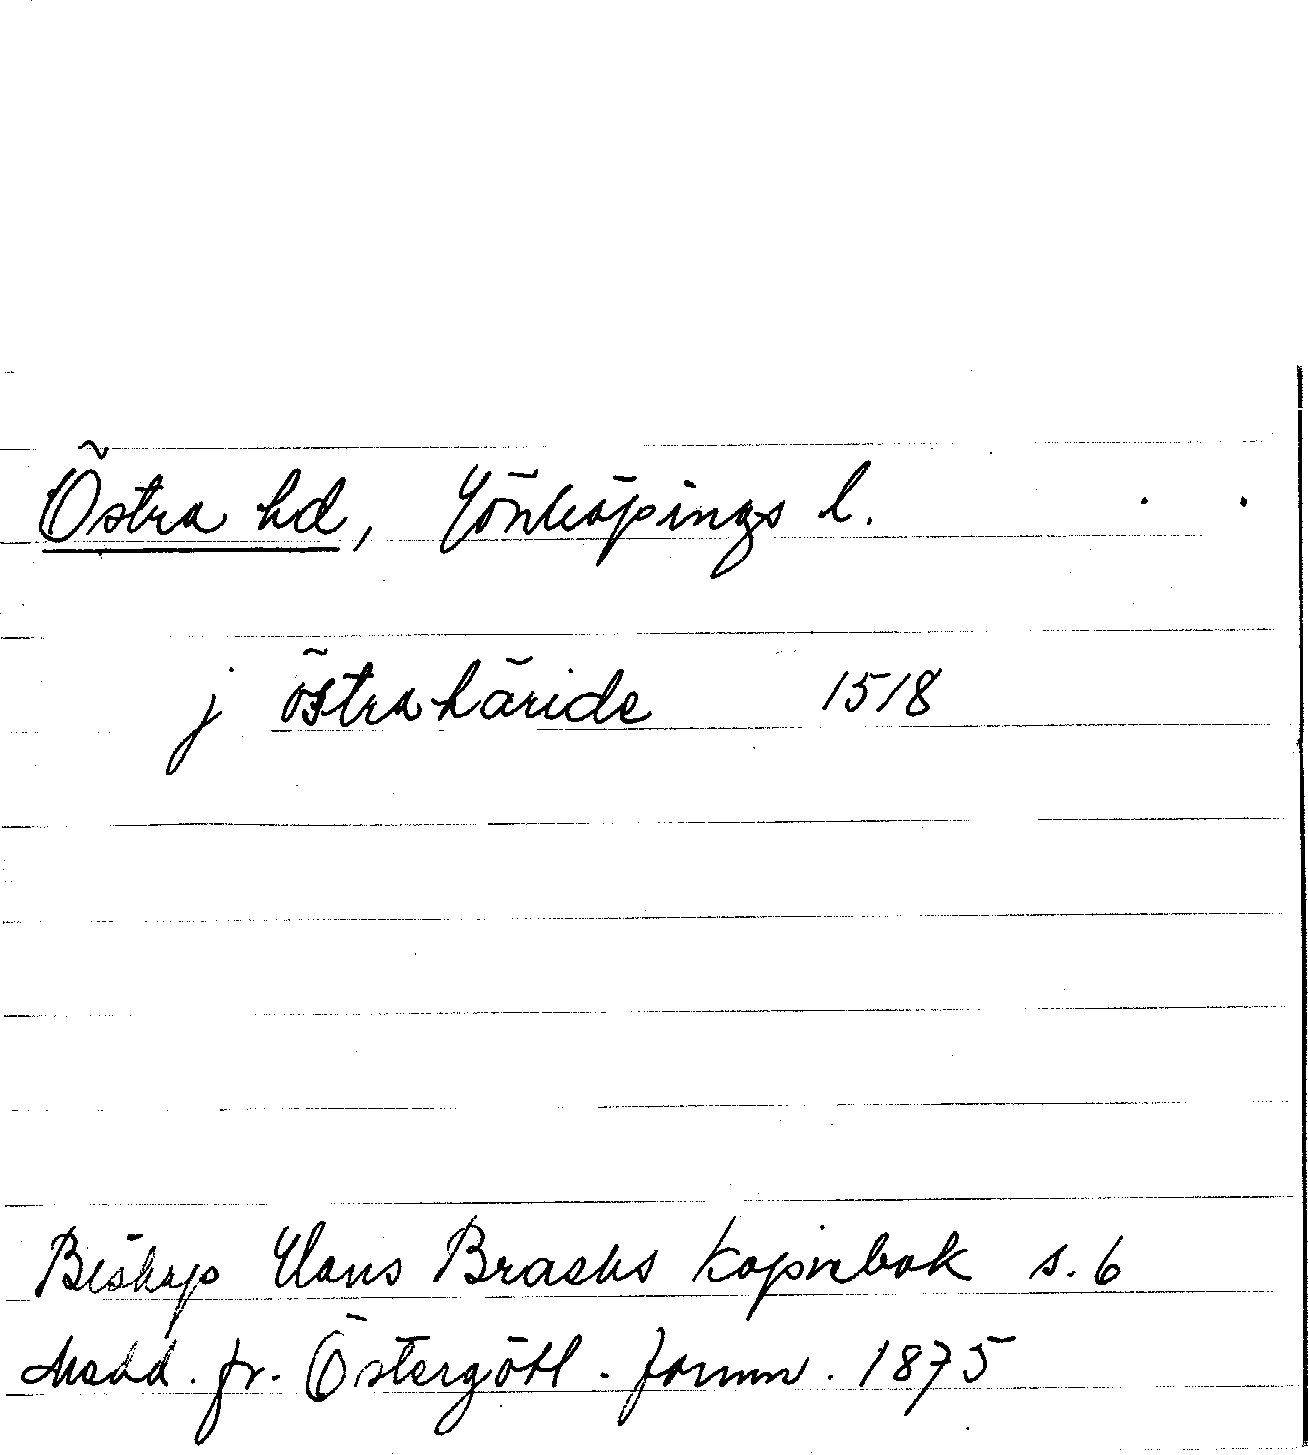 Östra hd, Jönköpings l.
j östrahäride 1518
Biskop Hans Brasks kopiebok s. 6
Medd. fr. Östergötl. fornm. 1875